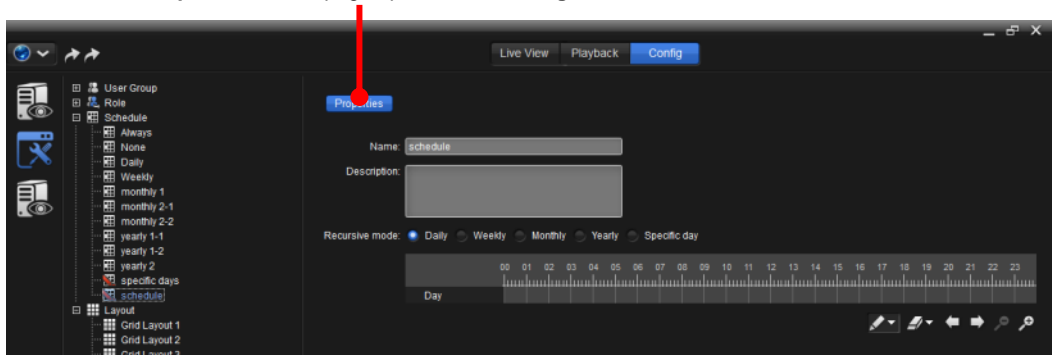 Live View Playback Config
User Group
Role
Schedule
Always
None
Daily
Weekly
monthly 1
monthly 2-1
monthly 2-2
yearly 1-1
yearly 1-2
yearly 2
specific days
schedule
Layout
Grid Layout 1
Grid Layout 2
Grid Layout 3
Properties
Name: schedule
Description:
Recursive mode: Daily Weekly Monthly Yearly Specific day
00 01 02 03 04 05 06 07 08 09 10 11 12 13 14 15 16 17 18 19 20 21 22 23
Day